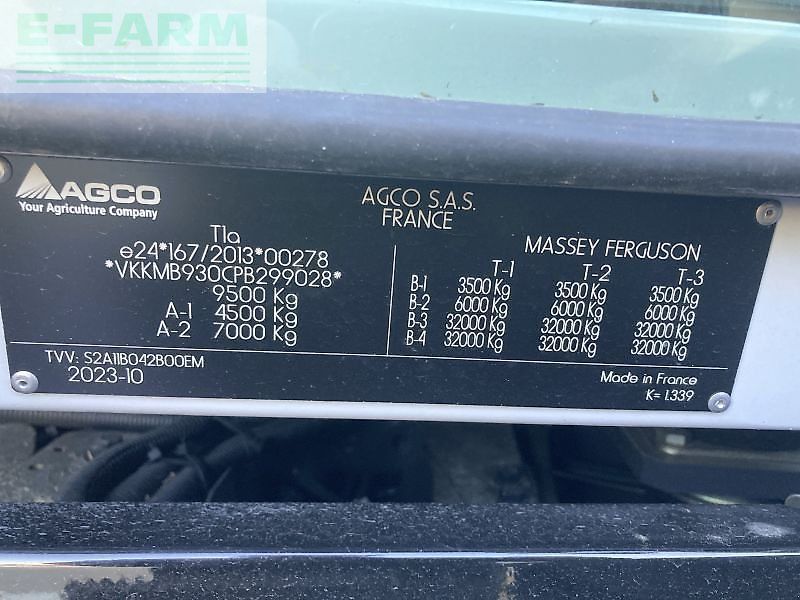 E-FARM
AGCO
Your Agriculture Company
AGCO S.A.S.
FRANCE
T1a
e24*167/2013*00278
*VKKMB930CPB299028*
9500 Kg
A-1 4500 Kg
A-2 7000 Kg
MASSEY FERGUSON
T-1 T-2 T-3
B-1 3500 Kg 3500 Kg 3500 Kg
B-2 6000 Kg 6000 Kg 6000 Kg
B-3 32000 Kg 32000 Kg 32000 Kg
B-4 32000 Kg 32000 Kg 32000 Kg
TVV: S2A11B042B00EM
2023-10
Made in France
K= 1.339